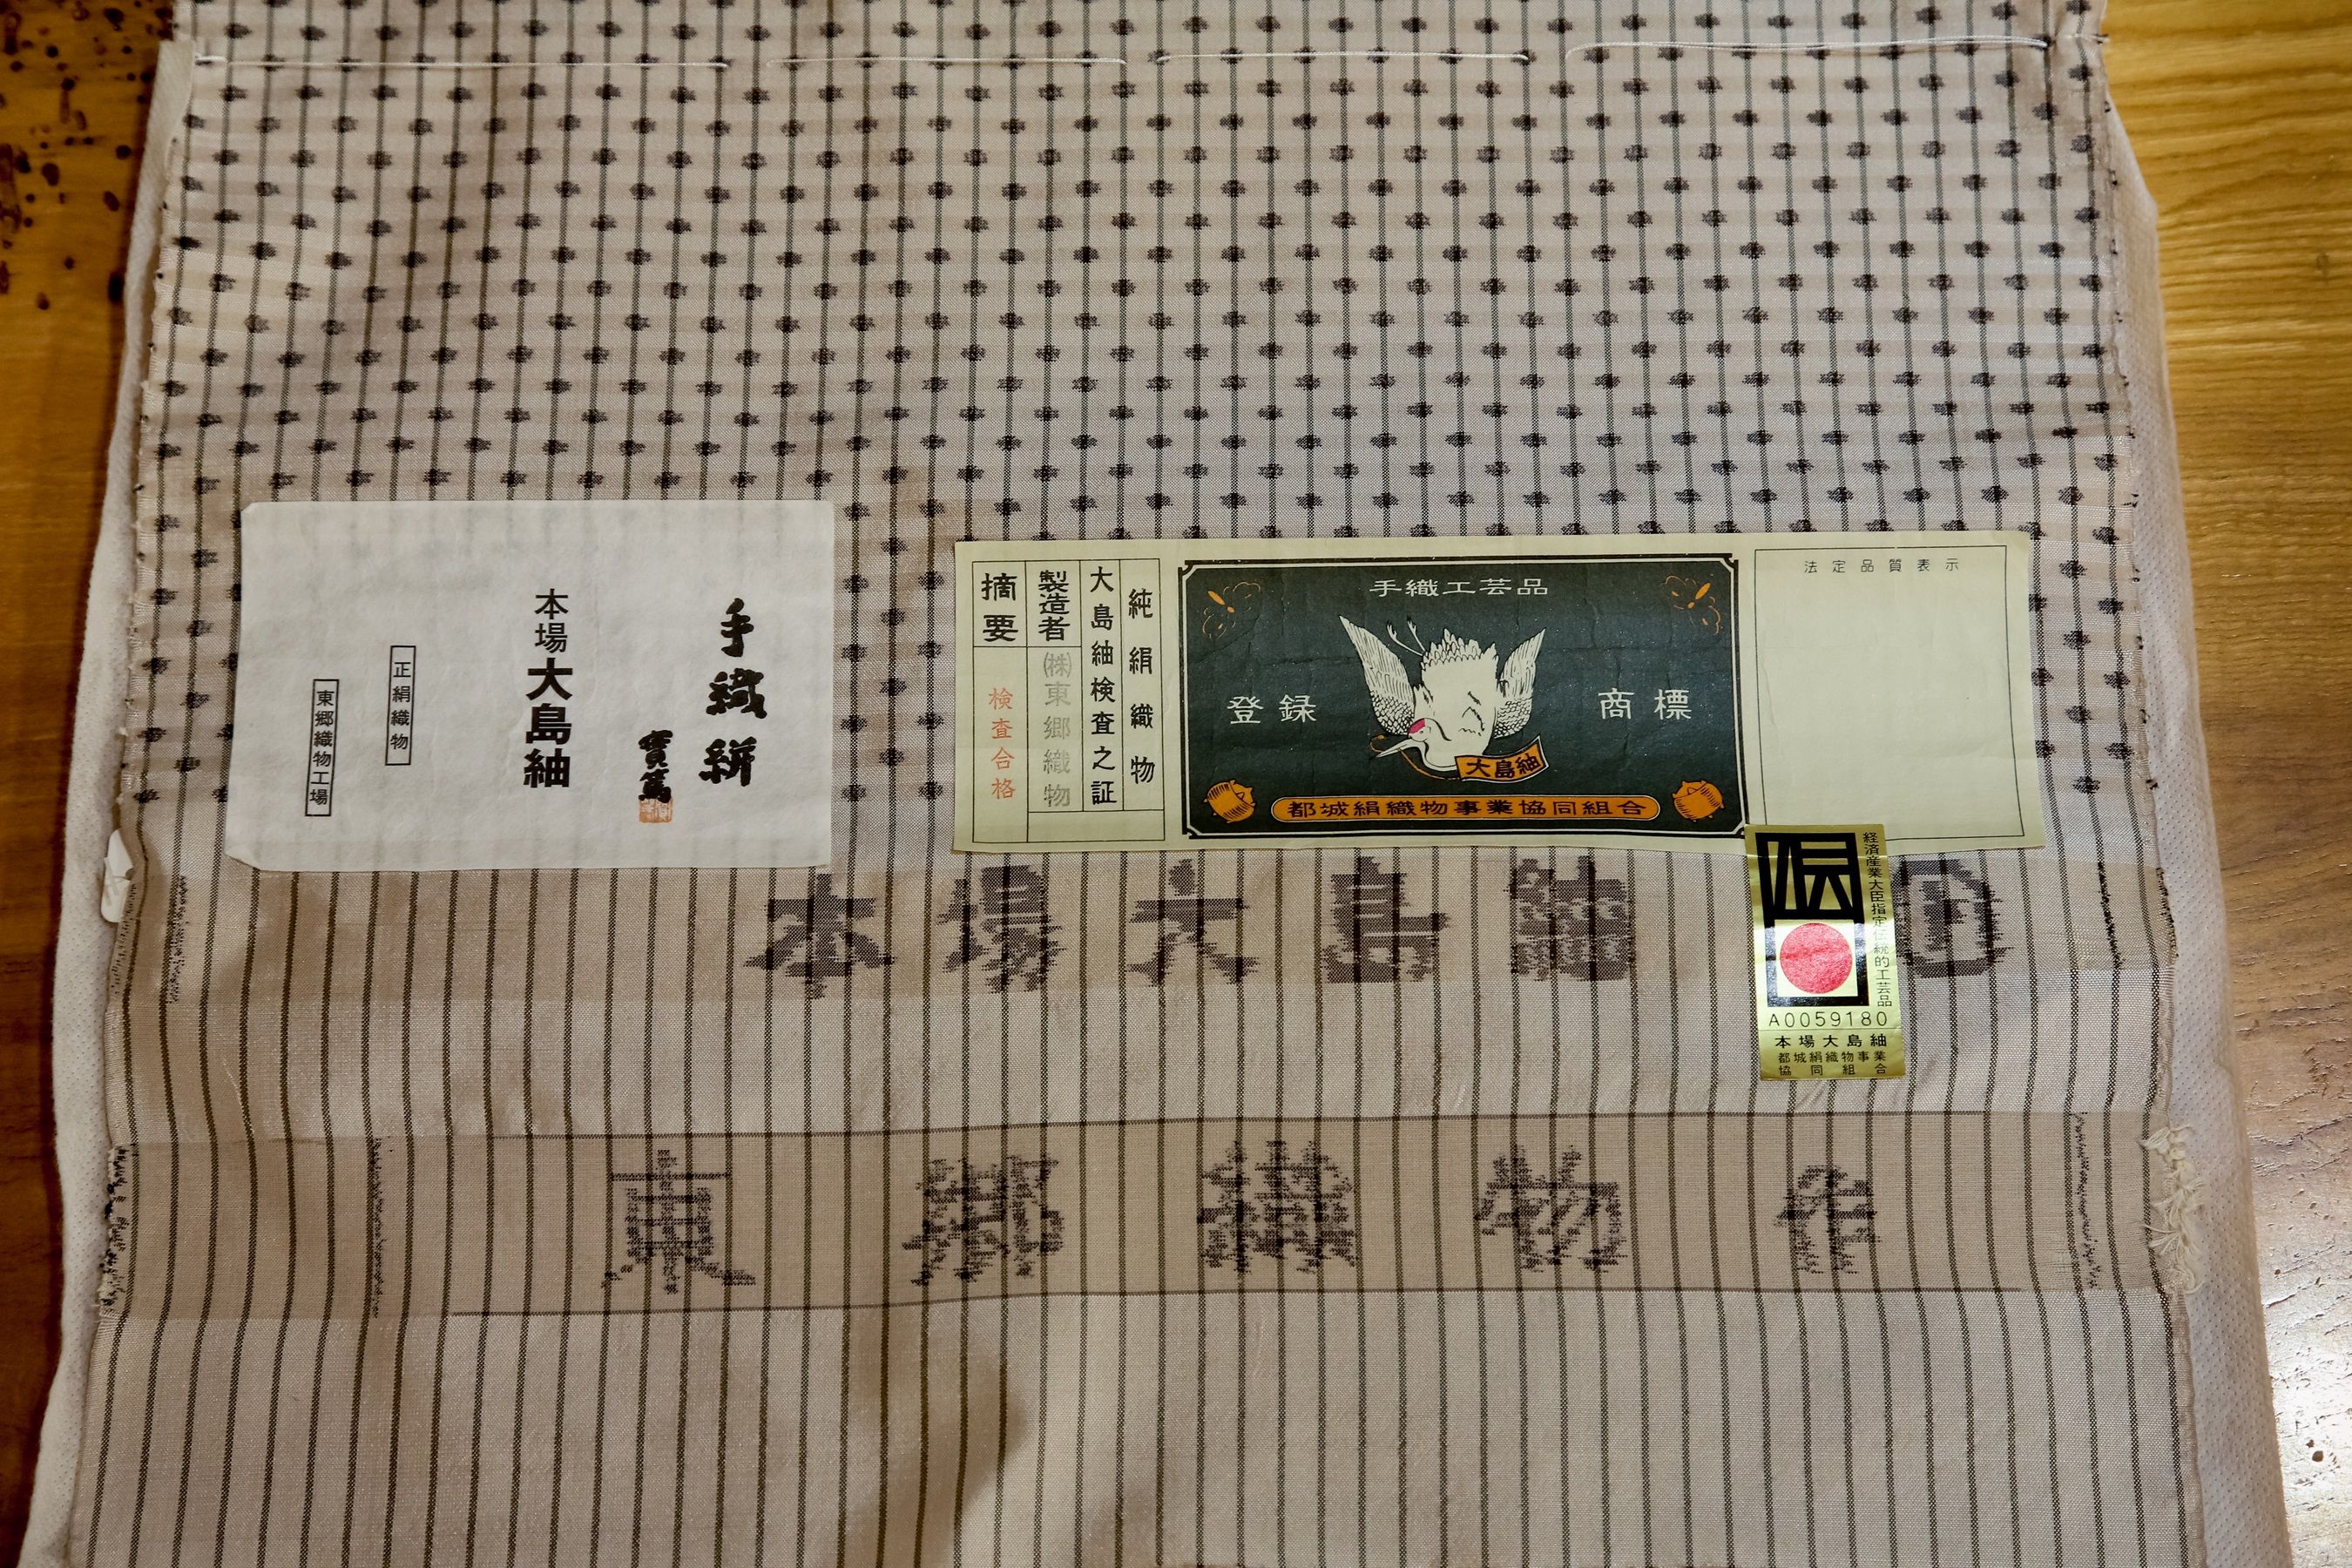 手織絣
寳篤
本場大島紬
正絹織物
東郷織物工場
純絹織物
大島紬検査之証
製造者
㈱東郷織物
摘要
検査合格
手織工芸品
登録
商標
大島紬
都城絹織物事業協同組合
法定品質表示
経済産業大臣指定伝統的工芸品
A0059180
本場大島紬
都城絹織物事業
協同組合
本場大島紬
東郷織物作